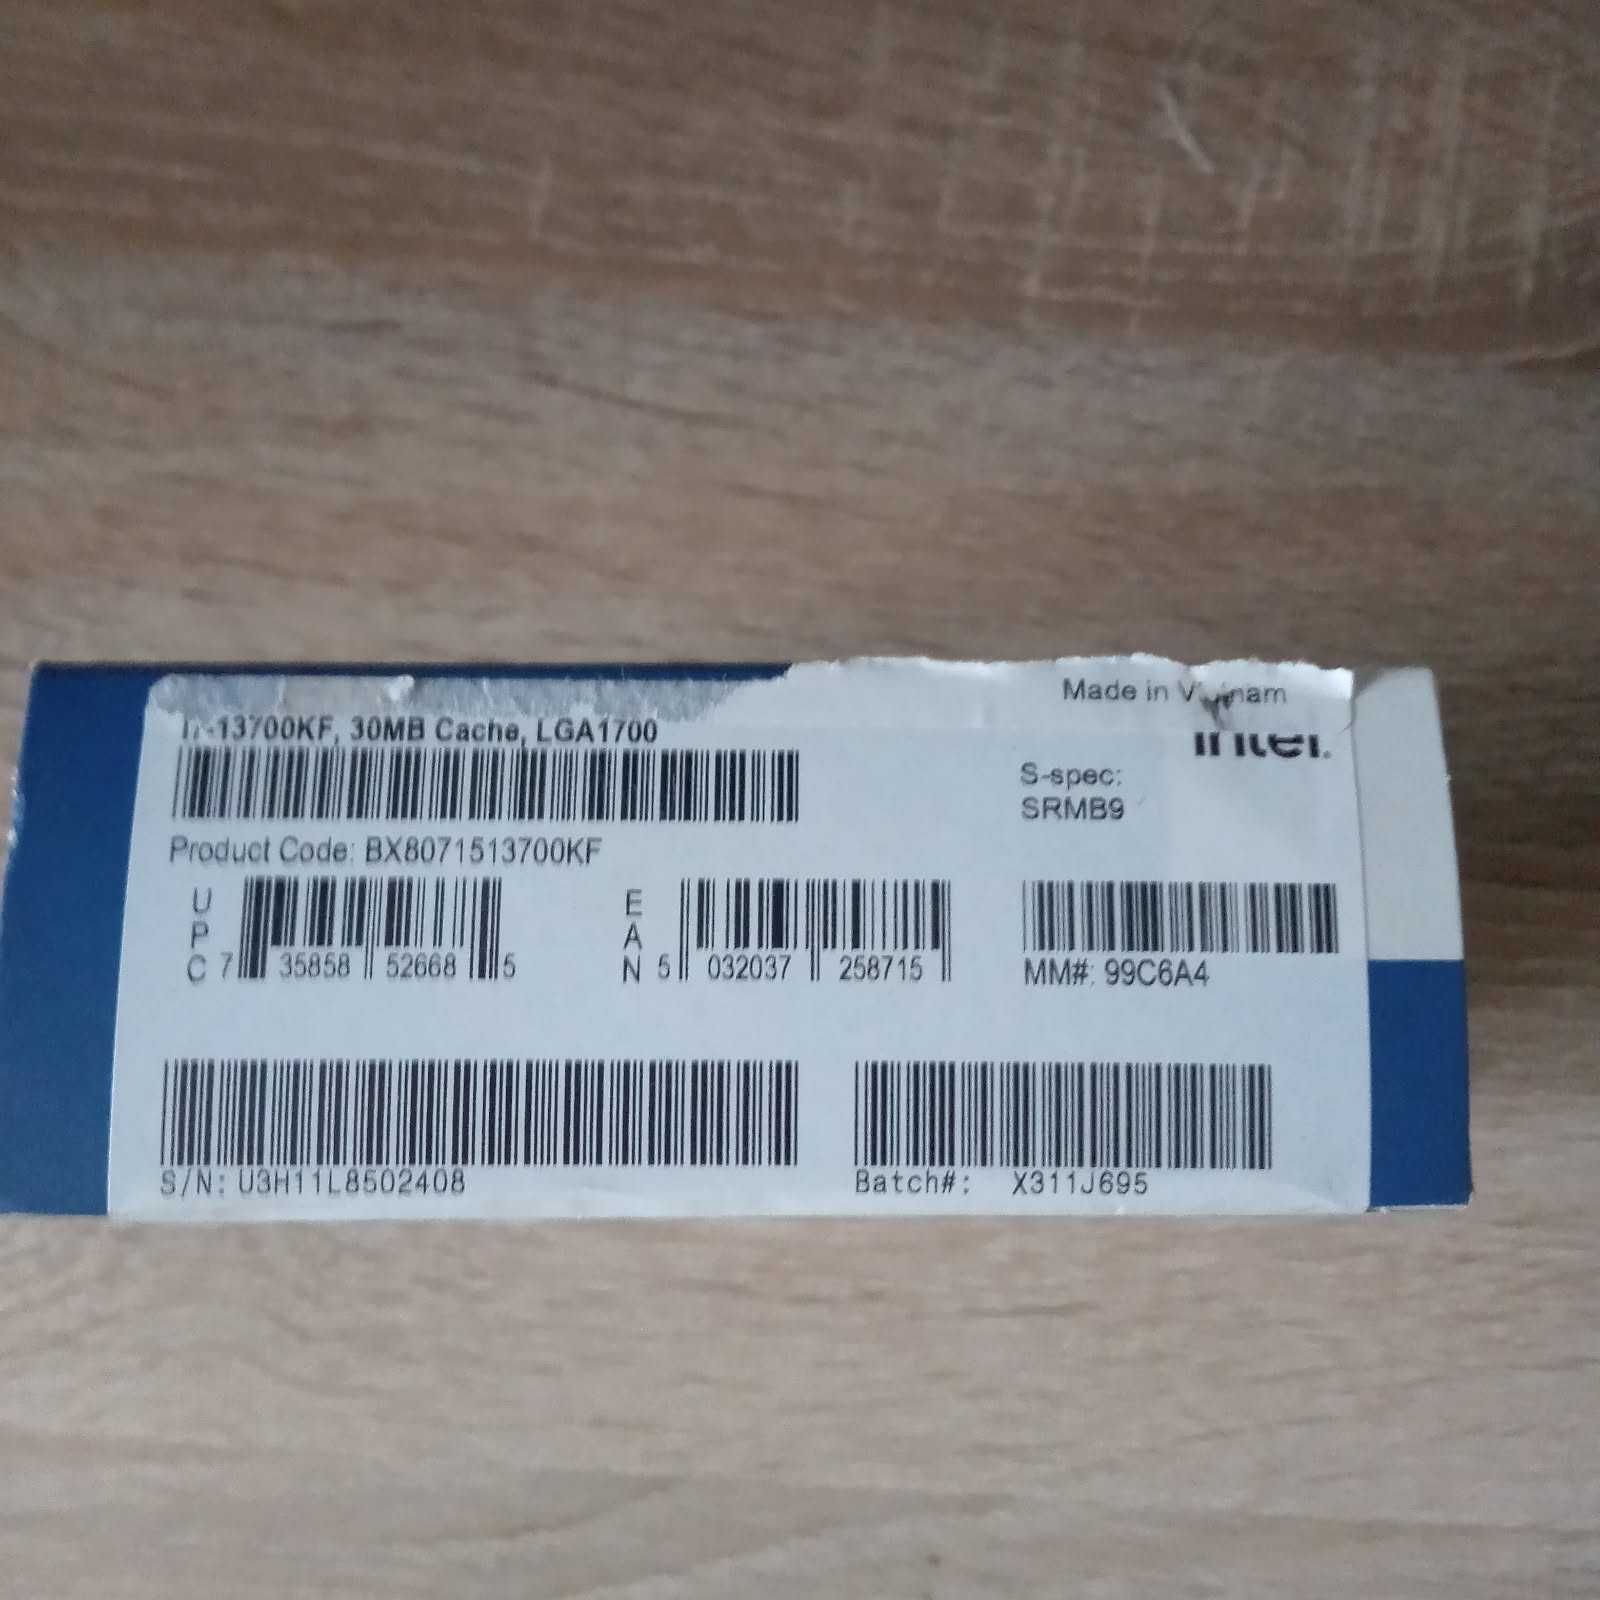 Made in Vietnam
i7-13700KF, 30MB Cache, LGA1700
intel.
S-spec:
SRMB9
Product Code: BX8071513700KF
UPC 7 35858 52668 5
EAN 5 032037 258715
MM#: 99C6A4
S/N: U3H11L8502408
Batch#: X311J695